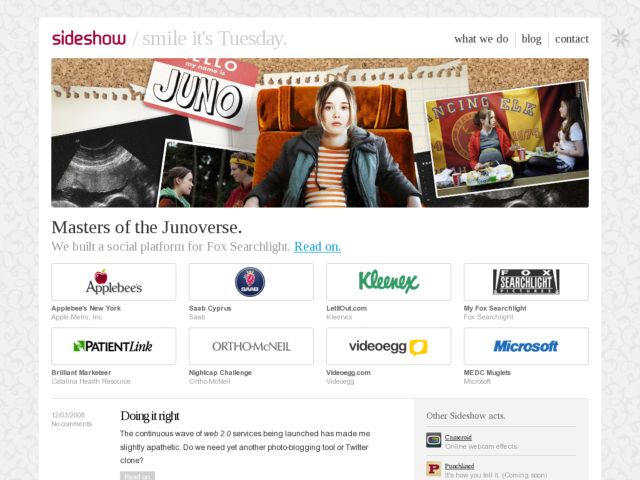 sideshow / smile it's Tuesday.
what we do
blog
contact
HELLO
my name is
JUNO
NCING ELK
1974
Masters of the Junoverse.
We built a social platform for Fox Searchlight. Read on.
Applebee's
SAAB
Kleenex
FOX
SEARCHLIGHT
PICTURES
Applebee's New York
Apple-Metro, Inc.
Saab Cyprus
Saab
LetItOut.com
Kleenex
My Fox Searchlight
Fox Searchlight
PATIENTLink
ORTHO-McNEIL
videoegg
Microsoft
Brilliant Marketeer
Catalina Health Resource
Nightcap Challenge
Ortho-McNeil
Videoegg.com
Videoegg
MEDC Muglets
Microsoft
12/03/2008
No comments
Doing it right
The continuous wave of web 2.0 services being launched has made me
slightly apathetic. Do we need yet another photo-blogging tool or Twitter
clone?
Read on
Other Sideshow acts.
Cameroid
Online webcam effects.
Punchlined
It's how you tell it. (Coming soon)